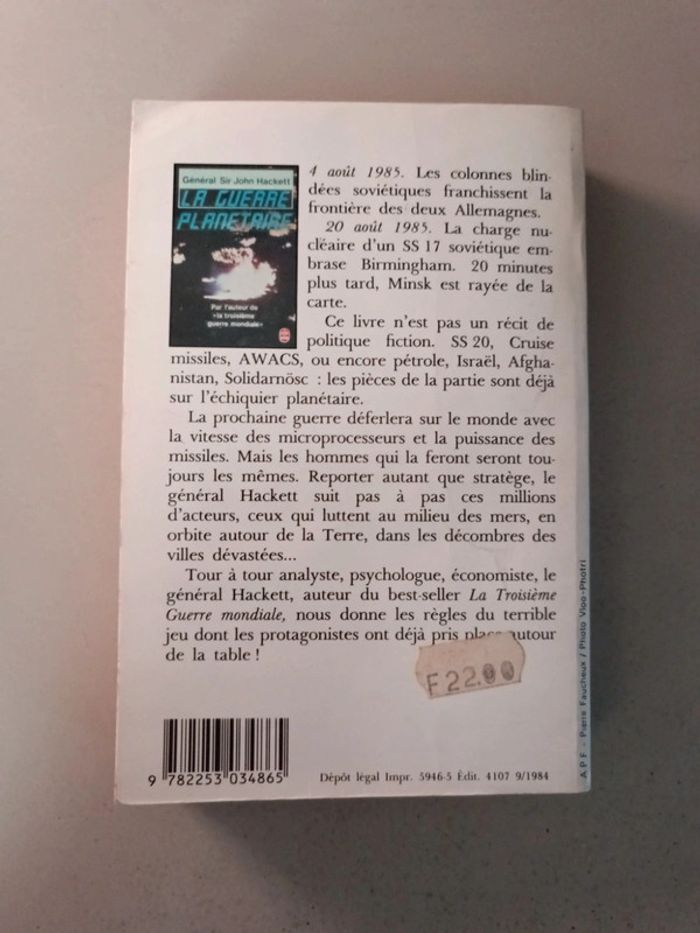 Général Sir John Hackett
LA GUERRE
PLANETAIRE
Par l'auteur de
«la troisième
guerre mondiale»
4 août 1985. Les colonnes blin-
dées soviétiques franchissent la
frontière des deux Allemagnes.
20 août 1985. La charge nu-
cléaire d'un SS 17 soviétique em-
brase Birmingham. 20 minutes
plus tard, Minsk est rayée de la
carte.
Ce livre n'est pas un récit de
politique fiction. SS 20, Cruise
missiles, AWACS, ou encore pétrole, Israël, Afgha-
nistan, Solidarnösc : les pièces de la partie sont déjà
sur l'échiquier planétaire.
La prochaine guerre déferlera sur le monde avec
la vitesse des microprocesseurs et la puissance des
missiles. Mais les hommes qui la feront seront tou-
jours les mêmes. Reporter autant que stratège, le
général Hackett suit pas à pas ces millions
d'acteurs, ceux qui luttent au milieu des mers, en
orbite autour de la Terre, dans les décombres des
villes dévastées...
Tour à tour analyste, psychologue, économiste, le
général Hackett, auteur du best-seller La Troisième
Guerre mondiale, nous donne les règles du terrible
jeu dont les protagonistes ont déjà pris place autour
de la table !
F22.00
9 782253 034865
Dépôt légal Impr. 5946-5 Édit. 4107 9/1984
A.P.F. - Pierre Faucheux / Photo Vloo-Photri